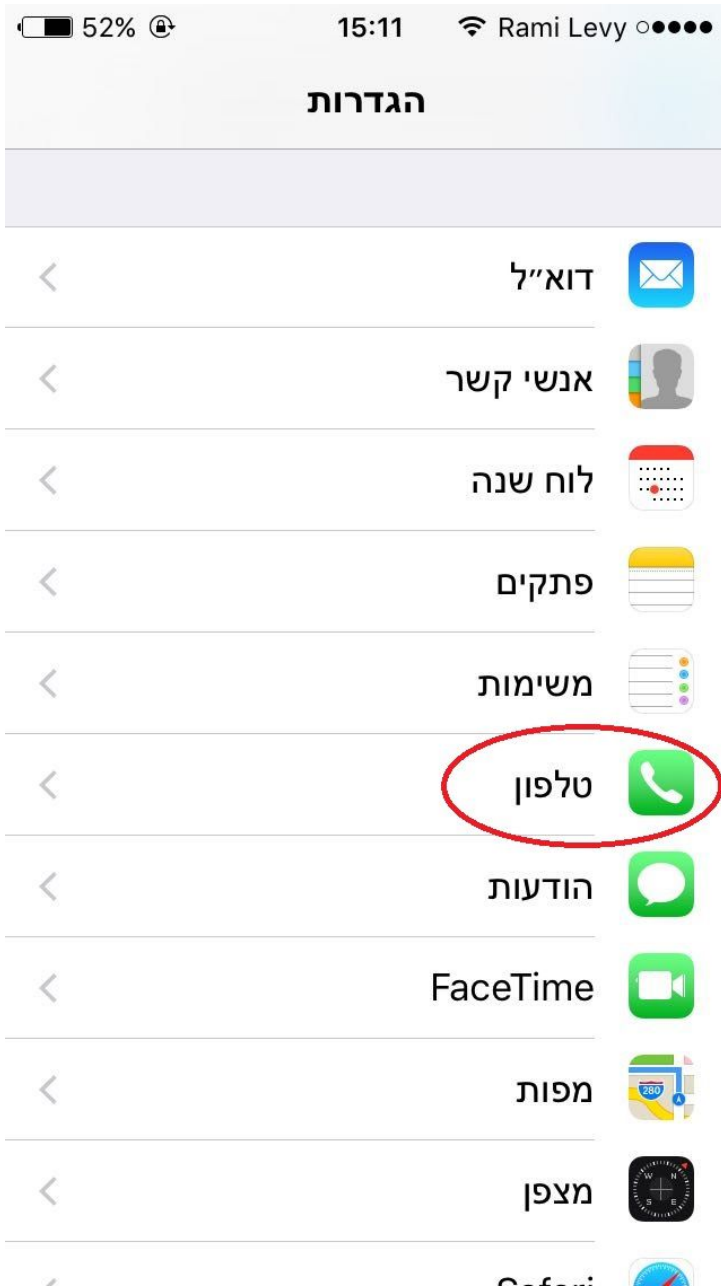 Rami Levy 15:11 52%
הגדרות
דוא״ל
אנשי קשר
לוח שנה
פתקים
משימות
טלפון
הודעות
FaceTime
מפות
280
מצפן
W N
S E
Safari